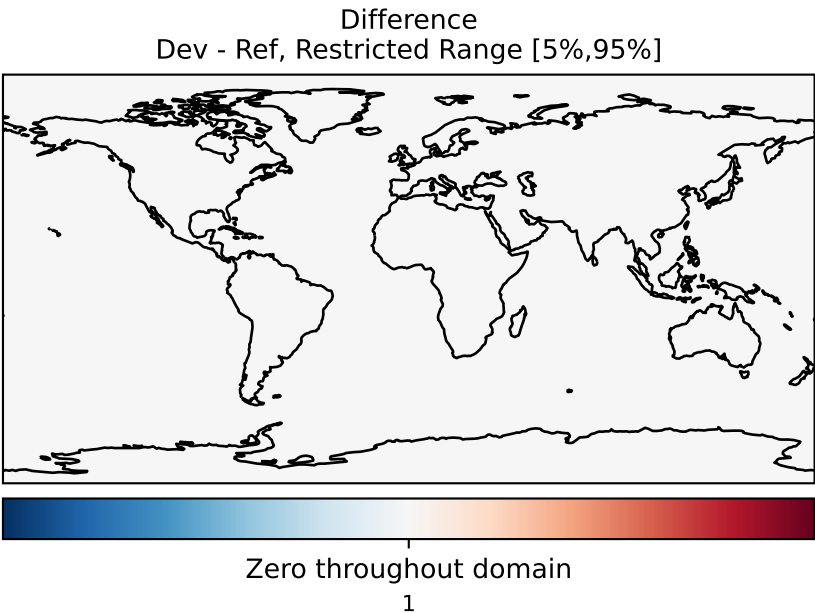 Difference
Dev - Ref, Restricted Range [5%,95%]
Zero throughout domain
1